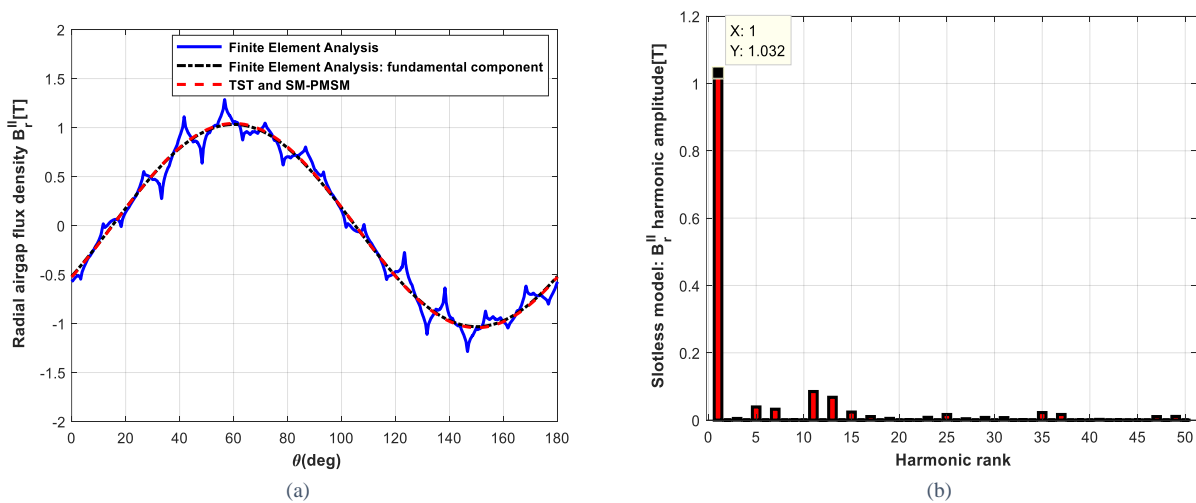 2
1.5
1
0.5
0
-0.5
-1
-1.5
-2
Radial airgap flux density B_r^II[T]
Finite Element Analysis
Finite Element Analysis: fundamental component
TST and SM-PMSM
0 20 40 60 80 100 120 140 160 180
θ(deg)
(a)
1.2
1
0.8
0.6
0.4
0.2
0
Slotless model: B_r^II harmonic amplitude[T]
X: 1
Y: 1.032
0 5 10 15 20 25 30 35 40 45 50
Harmonic rank
(b)